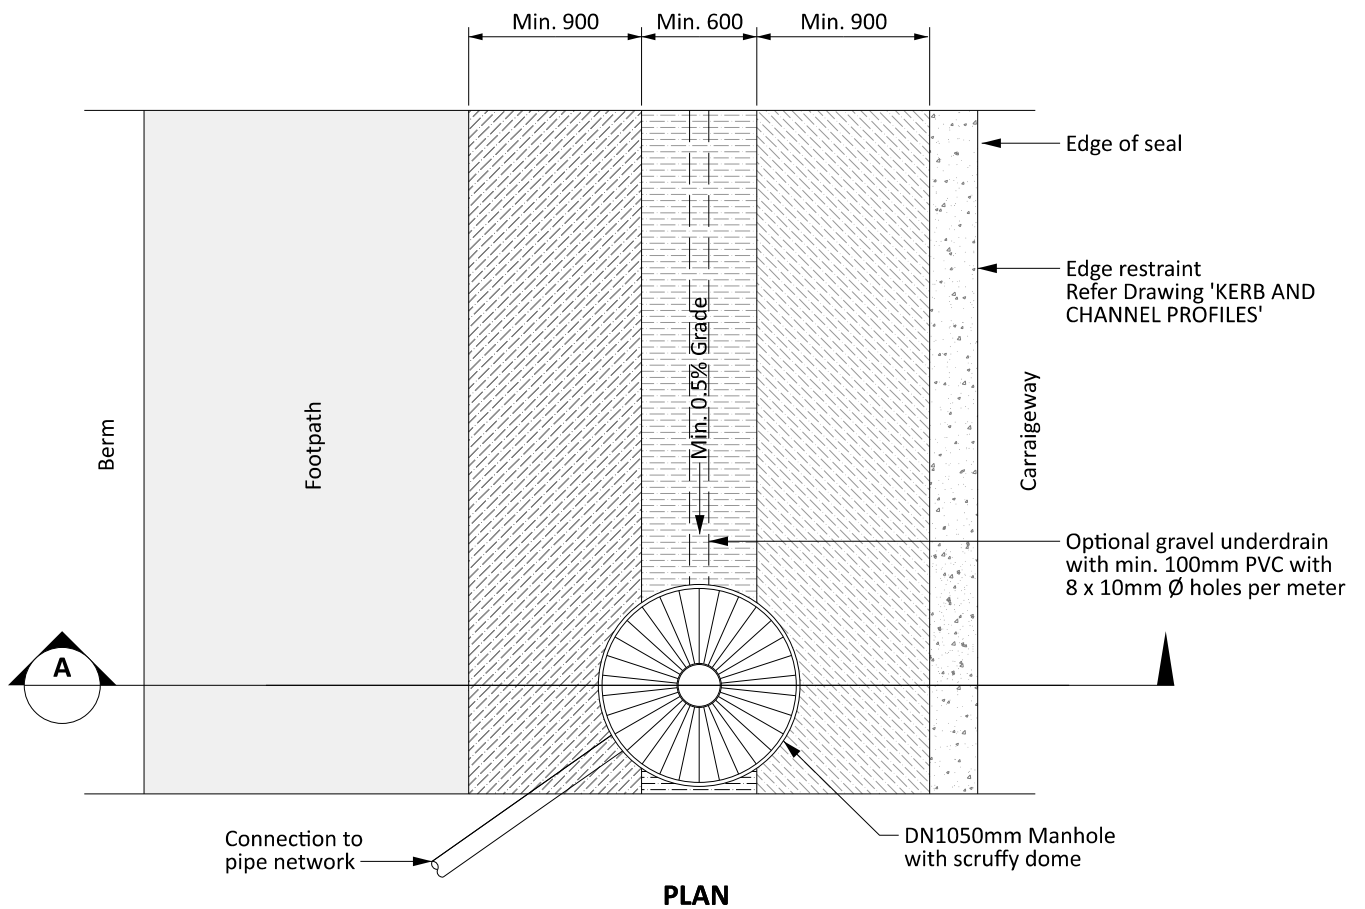 Min. 900
Min. 600
Min. 900
Edge of seal
Edge restraint
Refer Drawing 'KERB AND
CHANNEL PROFILES'
Min. 0.5% Grade
Berm
Footpath
Carraigeway
Optional gravel underdrain
with min. 100mm PVC with
8 x 10mm Ø holes per meter
A
Connection to
pipe network
DN1050mm Manhole
with scruffy dome
PLAN